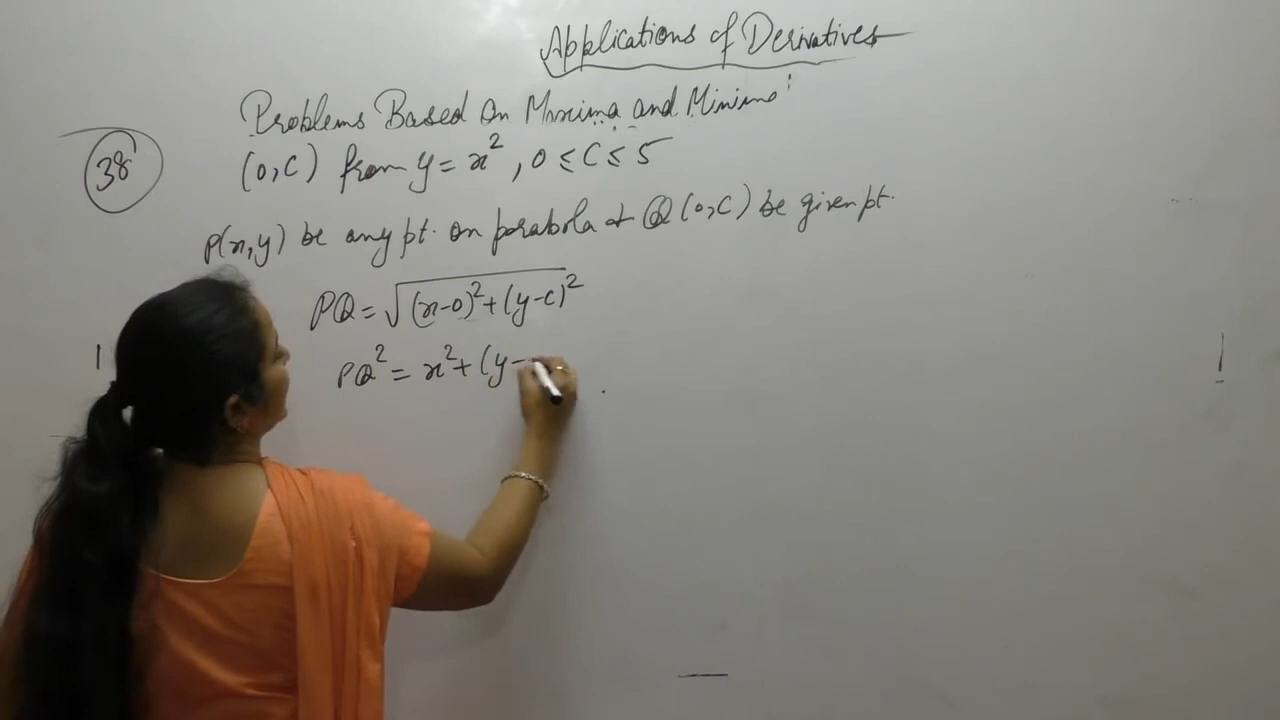 Applications of Derivatives
Problems Based On Maxima and Minima
38 (0,C) from y = x², 0 ≤ C ≤ 5
P(x,y) be any pt. on parabola & Q(0,C) be given pt.
PQ = √(x-0)²+(y-C)²
PQ² = x²+(y-